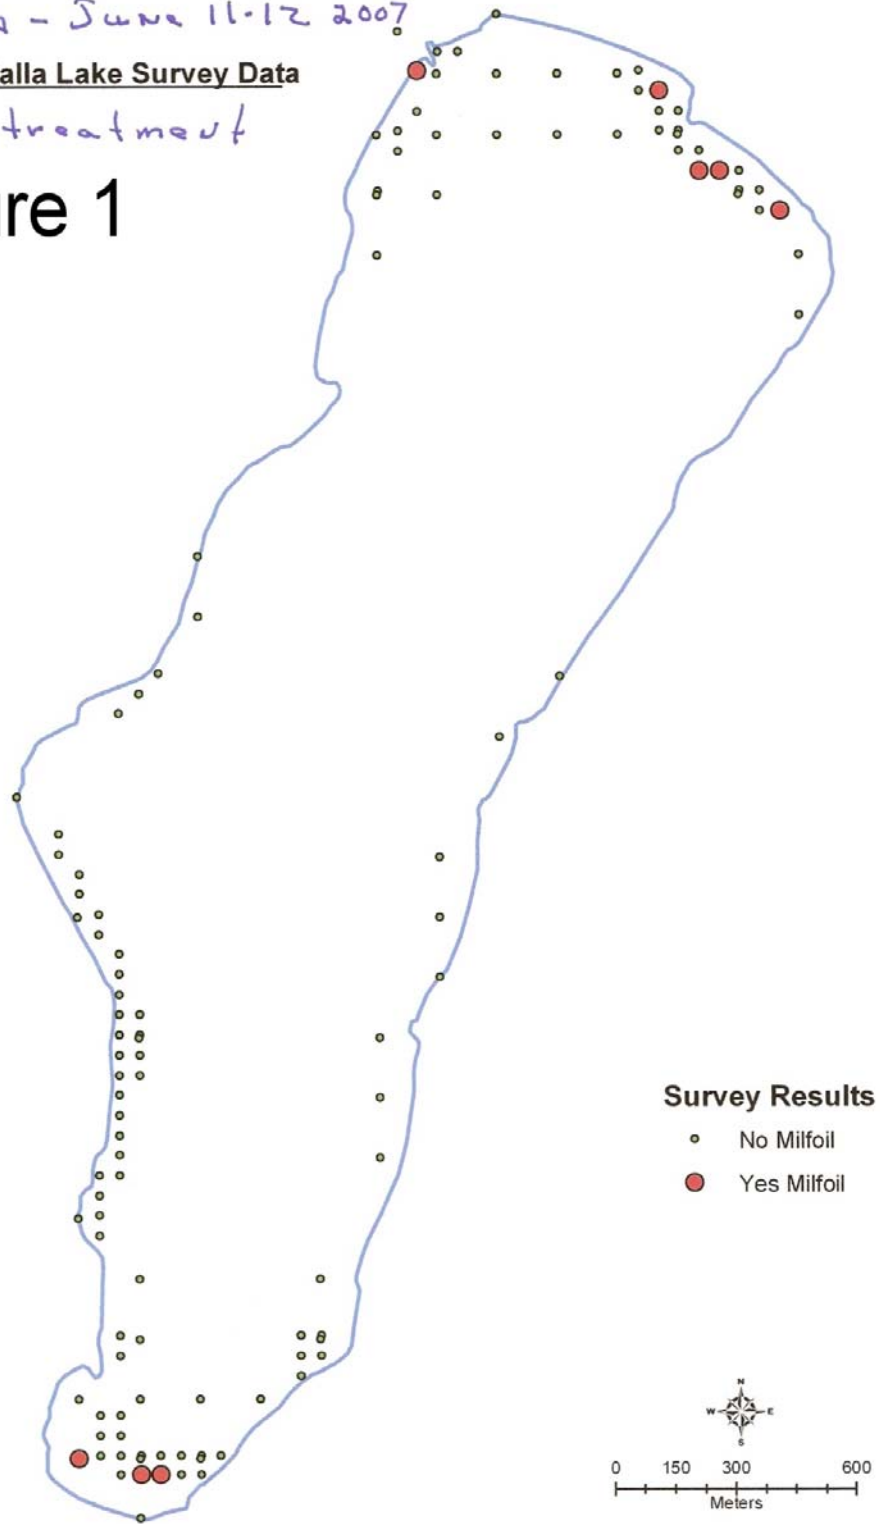 - June 11-12 2007
alla Lake Survey Data
treatment
re 1
Survey Results
No Milfoil
Yes Milfoil
N
W E
S
0 150 300 600
Meters